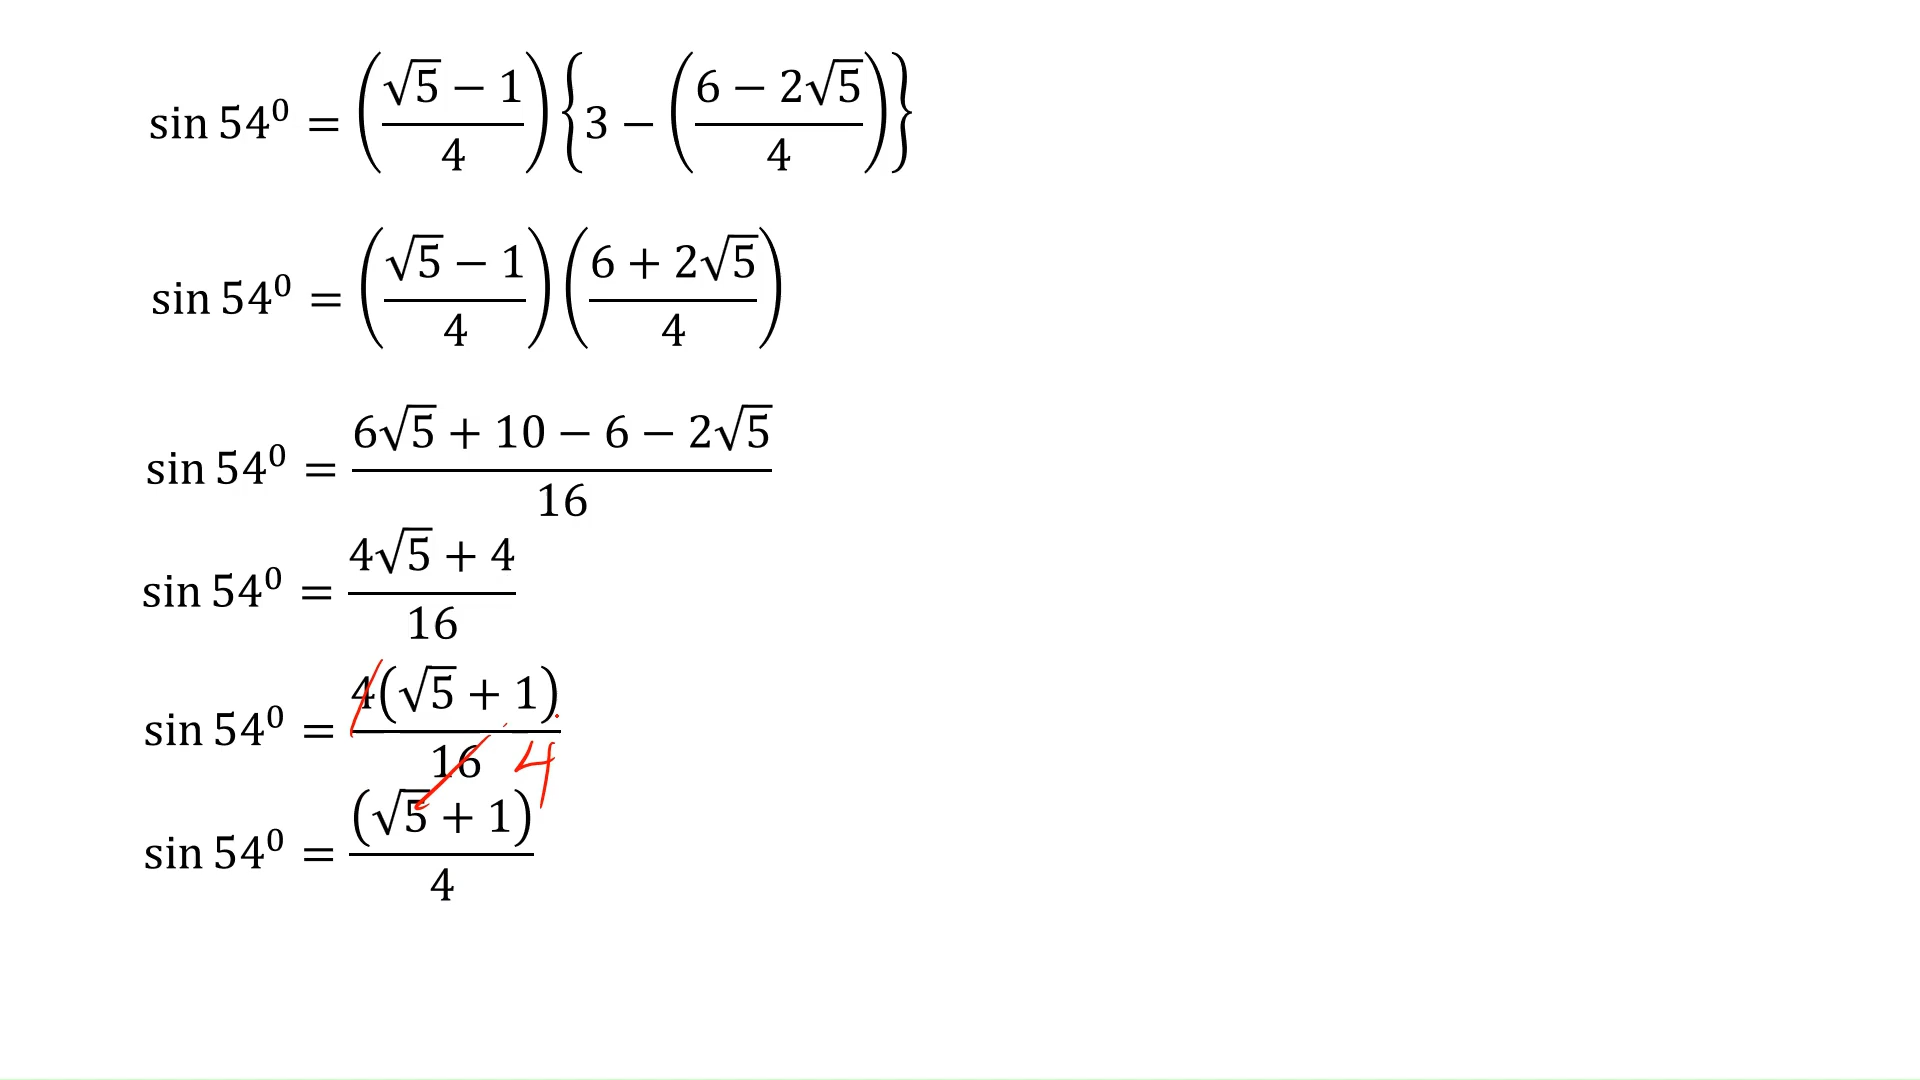 sin 54⁰ = ((√5 − 1)/4){3 − ((6 − 2√5)/4)}
sin 54⁰ = ((√5 − 1)/4)((6 + 2√5)/4)
sin 54⁰ = (6√5 + 10 − 6 − 2√5)/16
sin 54⁰ = (4√5 + 4)/16
sin 54⁰ = 4(√5 + 1)/16 4
sin 54⁰ = (√5 + 1)/4